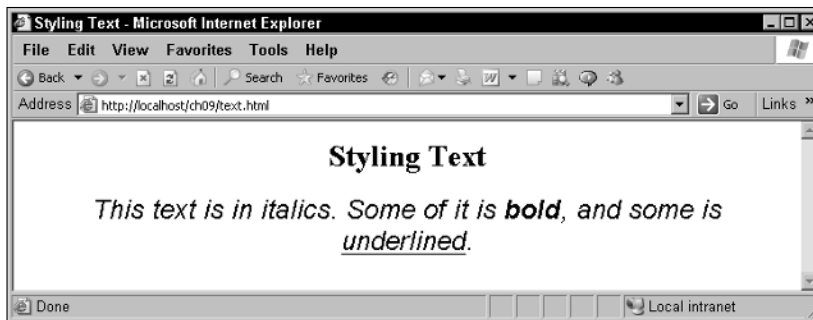 Styling Text - Microsoft Internet Explorer
File Edit View Favorites Tools Help
Back Search Favorites W
Address http://localhost/ch09/text.html Go Links »
Styling Text
This text is in italics. Some of it is bold, and some is
underlined.
Done Local intranet